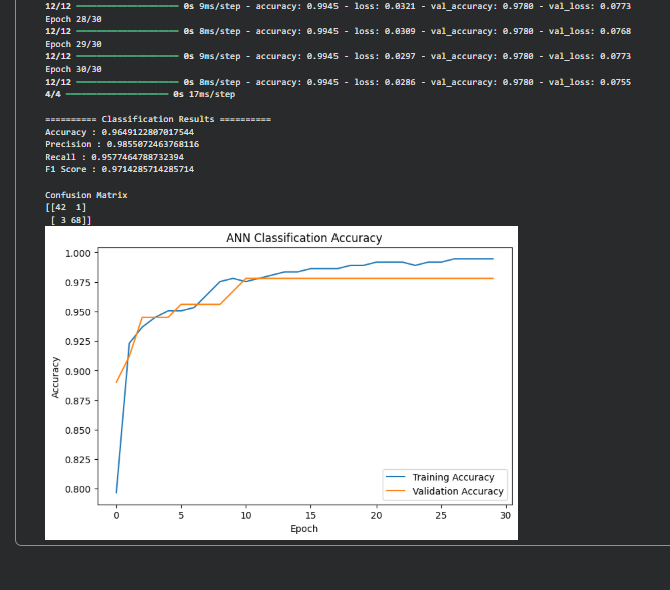 12/12 ━━━━━━━━━━━━━━━━━━━━ 0s 9ms/step - accuracy: 0.9945 - loss: 0.0321 - val_accuracy: 0.9780 - val_loss: 0.0773
Epoch 28/30
12/12 ━━━━━━━━━━━━━━━━━━━━ 0s 8ms/step - accuracy: 0.9945 - loss: 0.0309 - val_accuracy: 0.9780 - val_loss: 0.0768
Epoch 29/30
12/12 ━━━━━━━━━━━━━━━━━━━━ 0s 9ms/step - accuracy: 0.9945 - loss: 0.0297 - val_accuracy: 0.9780 - val_loss: 0.0773
Epoch 30/30
12/12 ━━━━━━━━━━━━━━━━━━━━ 0s 8ms/step - accuracy: 0.9945 - loss: 0.0286 - val_accuracy: 0.9780 - val_loss: 0.0755
4/4 ━━━━━━━━━━━━━━━━━━━━ 0s 17ms/step
========== Classification Results ==========
Accuracy : 0.9649122807017544
Precision : 0.9855072463768116
Recall : 0.9577464788732394
F1 Score : 0.9714285714285714
Confusion Matrix
[[42  1]
 [ 3 68]]
ANN Classification Accuracy
1.000
0.975
0.950
0.925
0.900
0.875
0.850
0.825
0.800
Accuracy
Training Accuracy
Validation Accuracy
0 5 10 15 20 25 30
Epoch